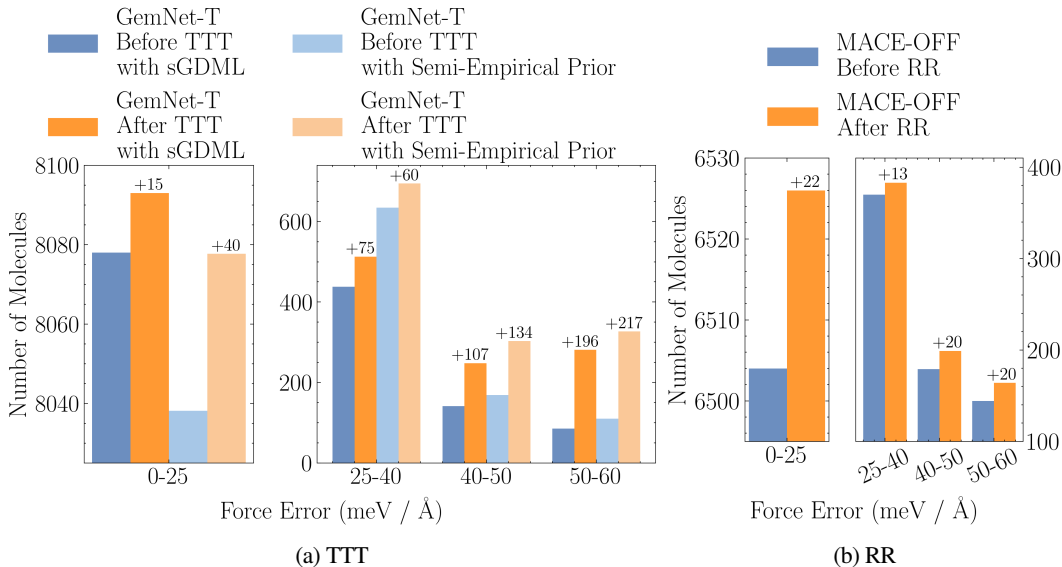 GemNet-T
Before TTT
with sGDML
GemNet-T
Before TTT
with Semi-Empirical Prior
GemNet-T
After TTT
with sGDML
GemNet-T
After TTT
with Semi-Empirical Prior
Number of Molecules
8100
8080
8060
8040
+15
+40
0-25
600
400
200
0
+75
+60
+107
+134
+196
+217
25-40
40-50
50-60
Force Error (meV / Å)
(a) TTT
MACE-OFF
Before RR
MACE-OFF
After RR
Number of Molecules
6530
6520
6510
6500
+22
0-25
+13
+20
+20
400
300
200
100
25-40
40-50
50-60
Force Error (meV / Å)
(b) RR